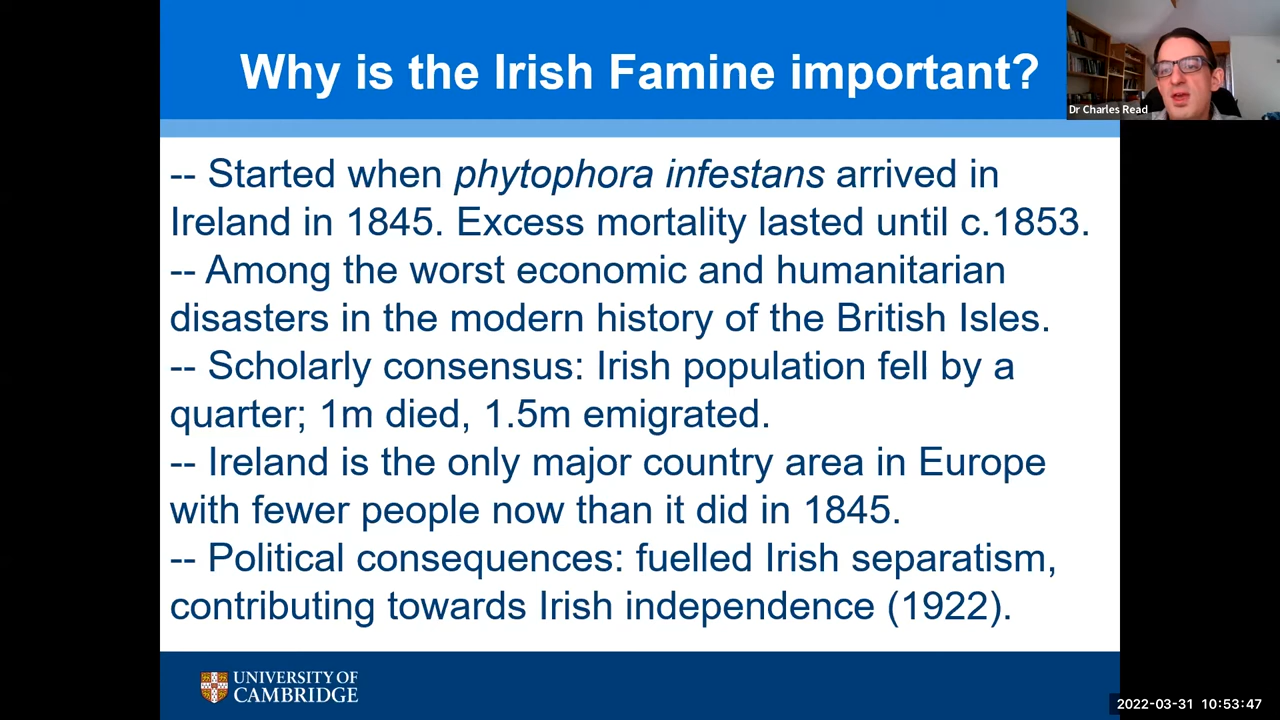 Why is the Irish Famine important?
Dr Charles Read
-- Started when phytophora infestans arrived in
Ireland in 1845. Excess mortality lasted until c.1853.
-- Among the worst economic and humanitarian
disasters in the modern history of the British Isles.
-- Scholarly consensus: Irish population fell by a
quarter; 1m died, 1.5m emigrated.
-- Ireland is the only major country area in Europe
with fewer people now than it did in 1845.
-- Political consequences: fuelled Irish separatism,
contributing towards Irish independence (1922).
UNIVERSITY OF
CAMBRIDGE
2022-03-31 10:53:47